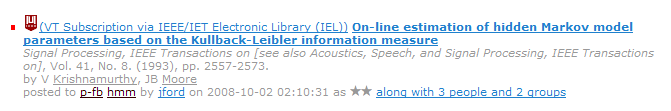 (VT Subscription via IEEE/IET Electronic Library (IEL)) On-line estimation of hidden Markov model
parameters based on the Kullback-Leibler information measure
Signal Processing, IEEE Transactions on [see also Acoustics, Speech, and Signal Processing, IEEE Transactions
on], Vol. 41, No. 8. (1993), pp. 2557-2573.
by V Krishnamurthy, JB Moore
posted to p-fb hmm by jford on 2008-10-02 02:10:31 as ★★ along with 3 people and 2 groups